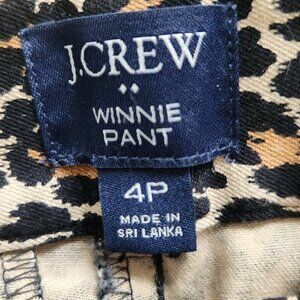 J.CREW
••
WINNIE
PANT
4P
MADE IN
SRI LANKA